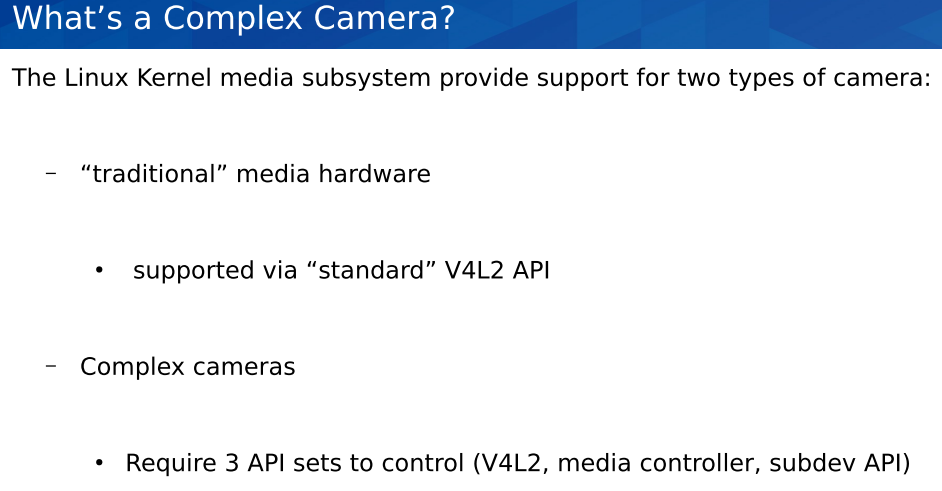 What’s a Complex Camera?
The Linux Kernel media subsystem provide support for two types of camera:
– “traditional” media hardware
• supported via “standard” V4L2 API
– Complex cameras
• Require 3 API sets to control (V4L2, media controller, subdev API)